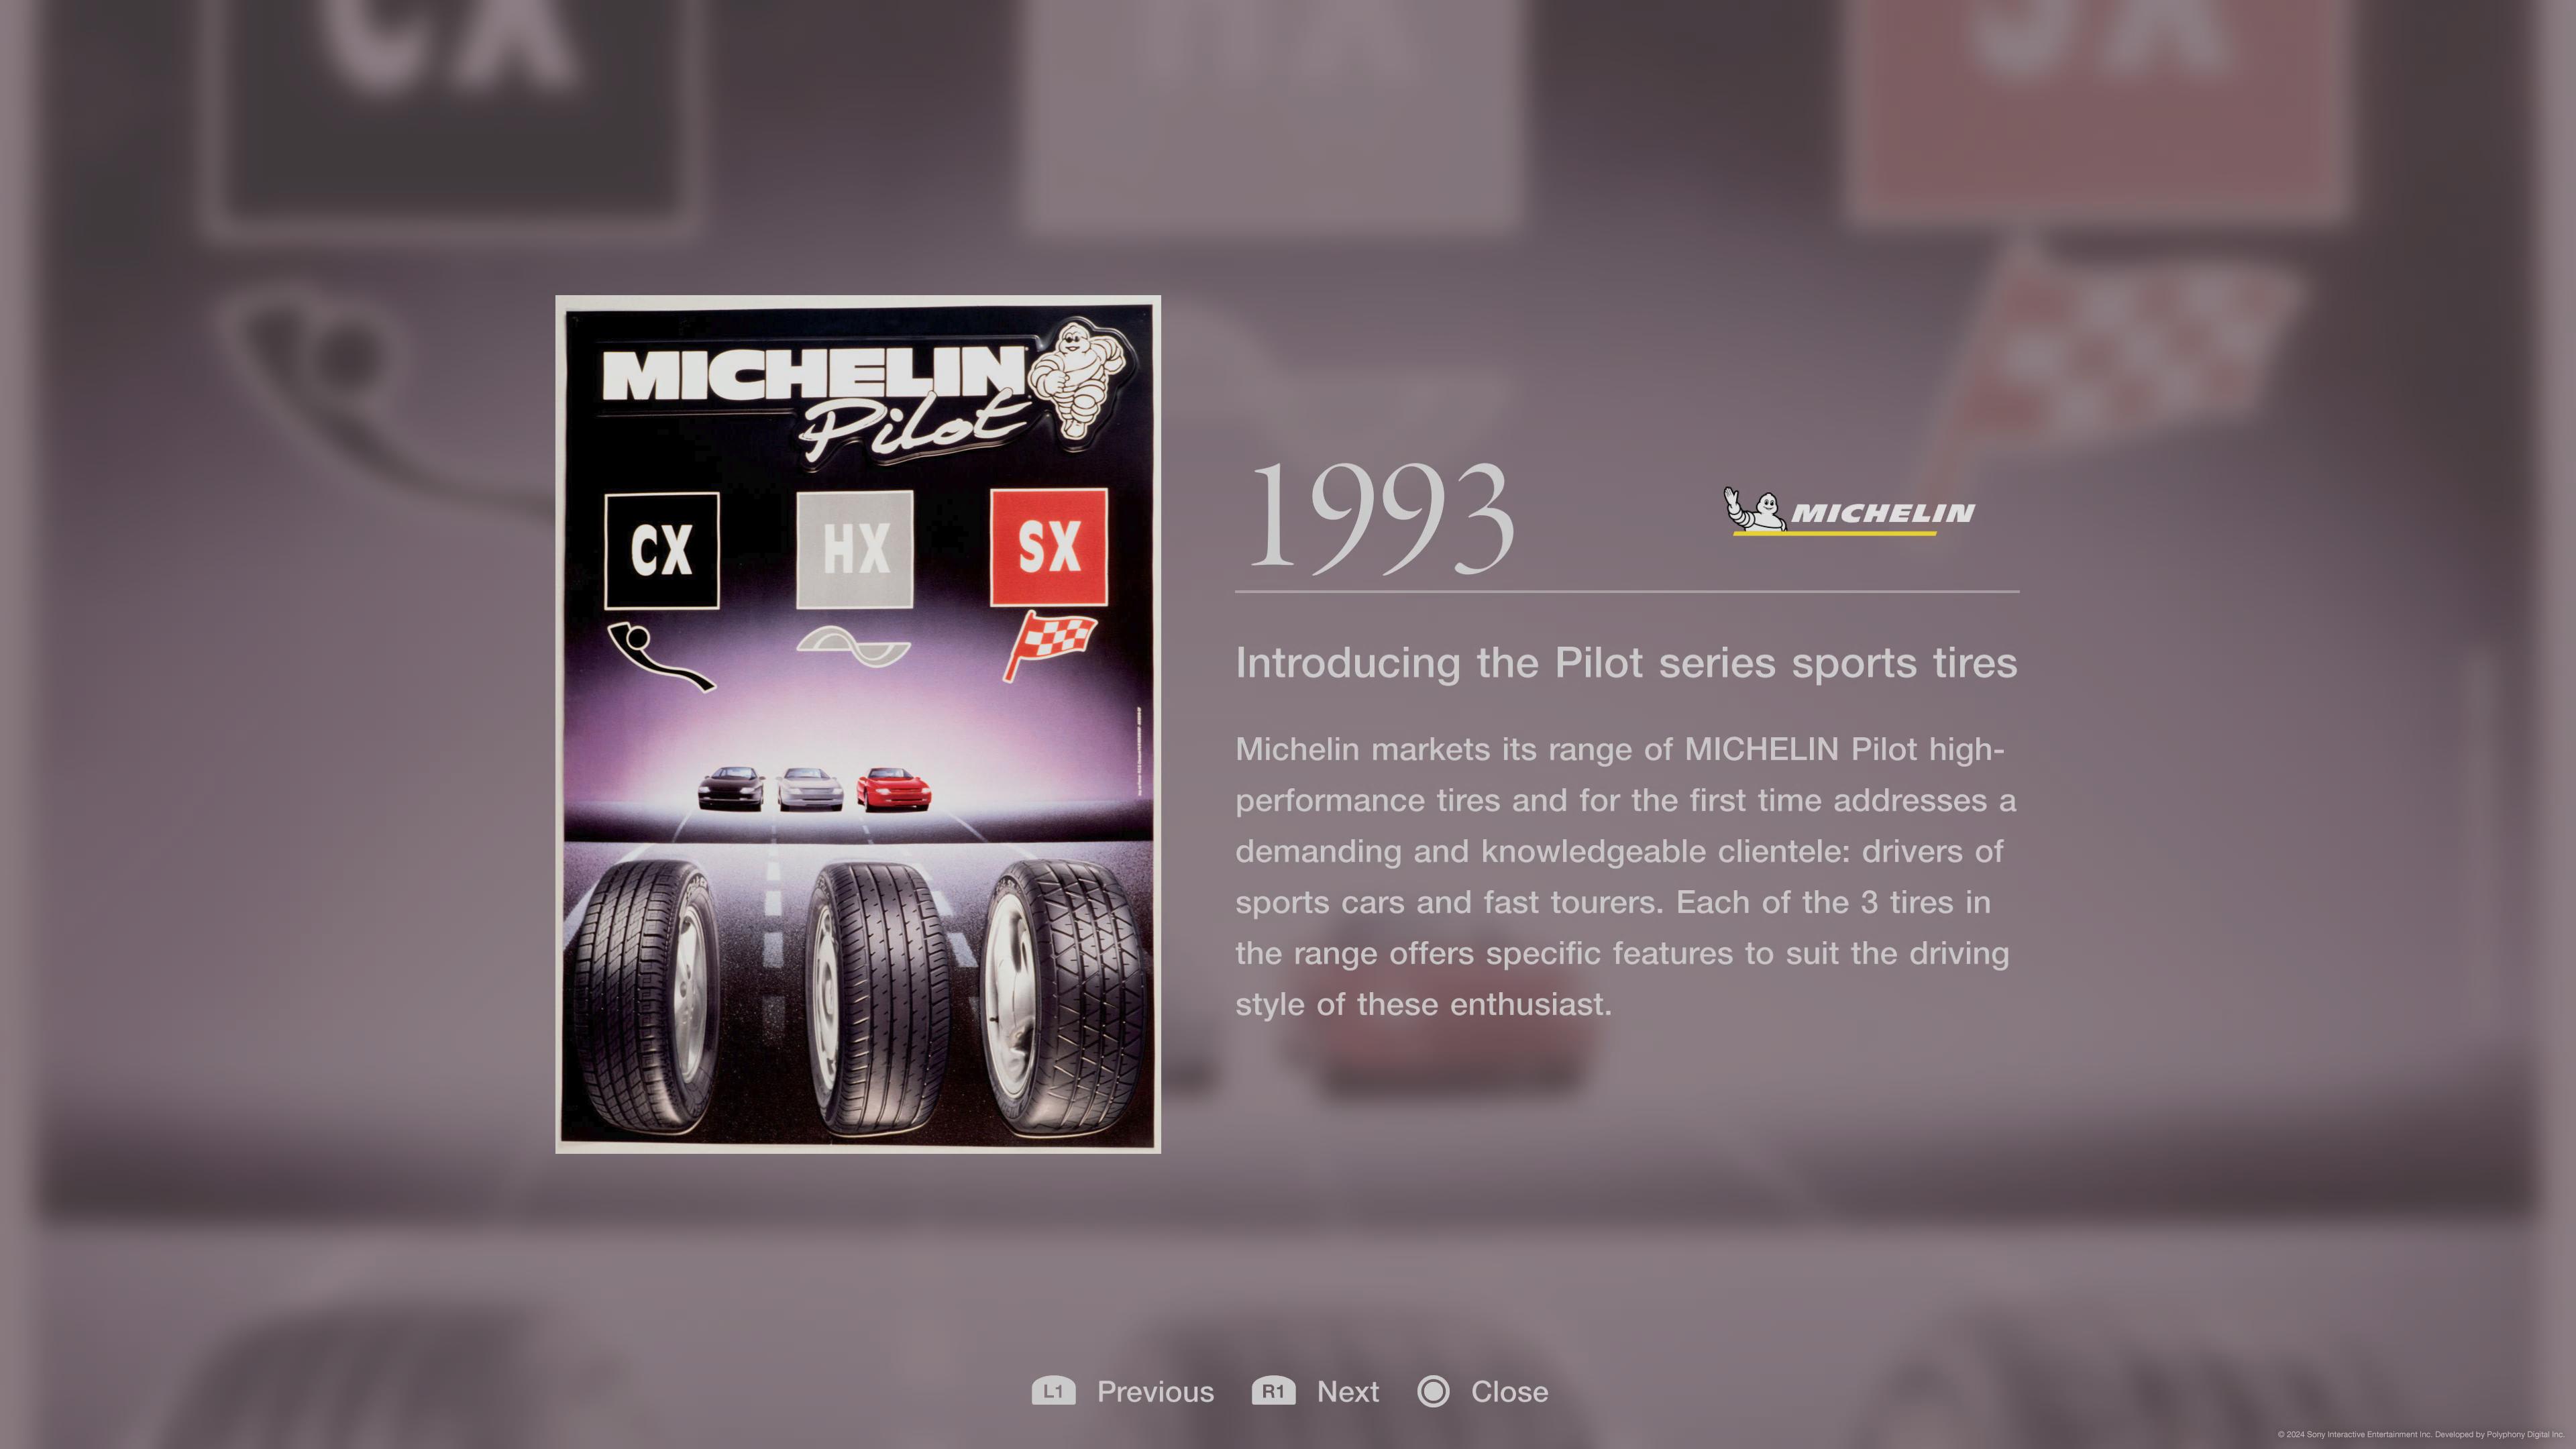 CX
HX
SX
MICHELIN
Pilot
CX
HX
SX
1993
MICHELIN
Introducing the Pilot series sports tires
Michelin markets its range of MICHELIN Pilot high-
performance tires and for the first time addresses a
demanding and knowledgeable clientele: drivers of
sports cars and fast tourers. Each of the 3 tires in
the range offers specific features to suit the driving
style of these enthusiast.
L1 Previous R1 Next Close
© 2024 Sony Interactive Entertainment Inc. Developed by Polyphony Digital Inc.